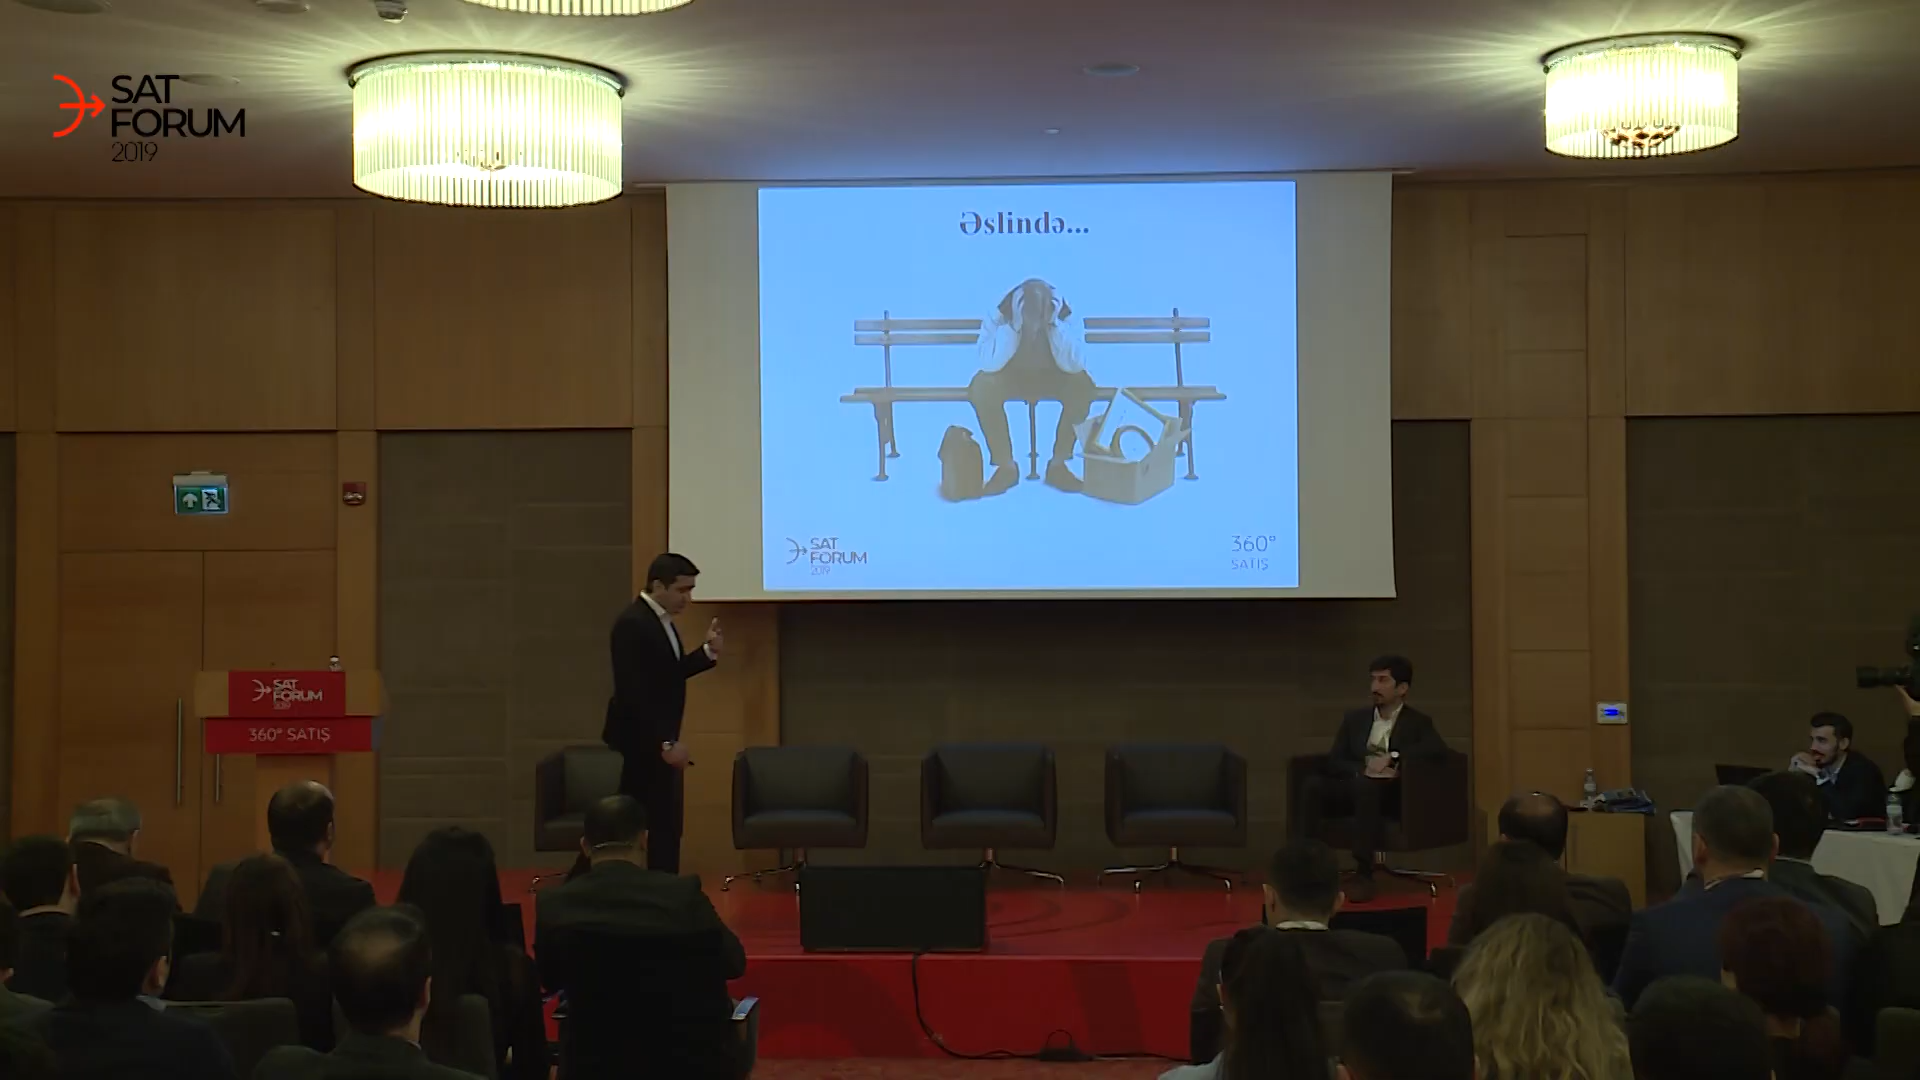 SAT
FORUM
2019
Əslində...
SAT
FORUM
2019
360°
SATIŞ
SAT
FORUM
2019
360° SATIŞ